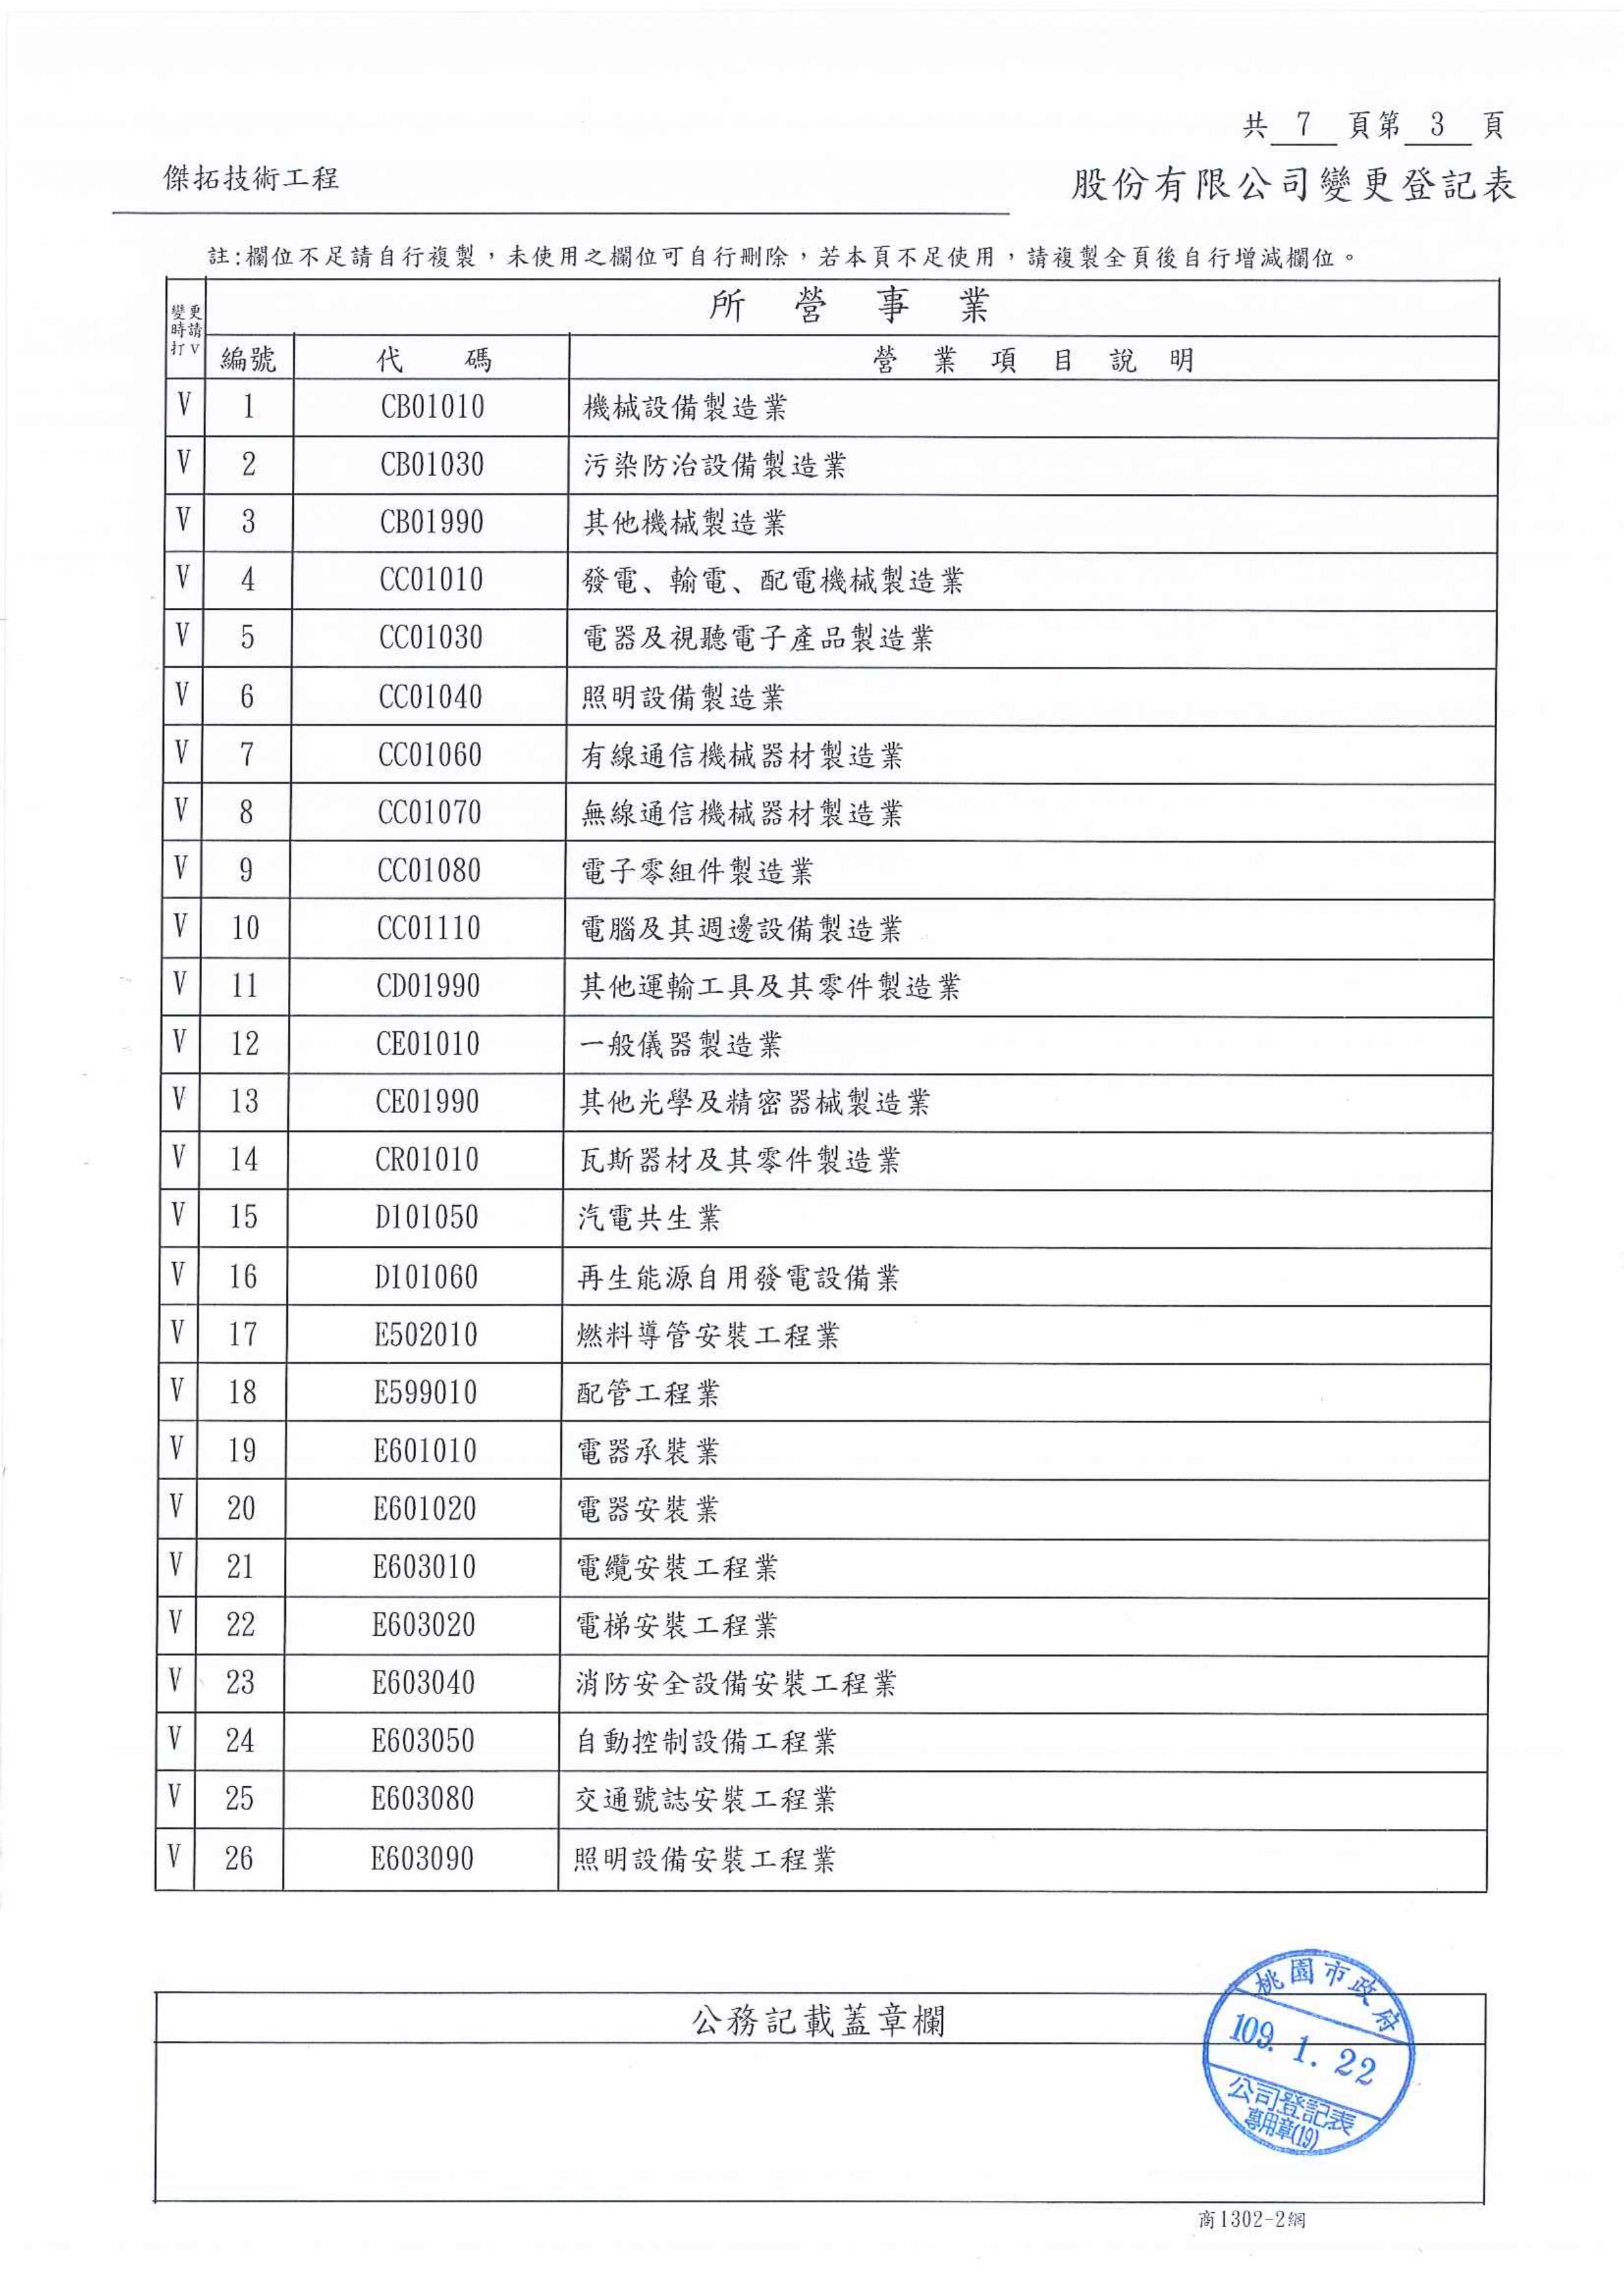 共 7 頁第 3 頁
傑拓技術工程 股份有限公司變更登記表
註:欄位不足請自行複製，未使用之欄位可自行刪除，若本頁不足使用，請複製全頁後自行增減欄位。
變更時請打V 所營事業
編號 代碼 營業項目說明
V 1 CB01010 機械設備製造業
V 2 CB01030 污染防治設備製造業
V 3 CB01990 其他機械製造業
V 4 CC01010 發電、輸電、配電機械製造業
V 5 CC01030 電器及視聽電子產品製造業
V 6 CC01040 照明設備製造業
V 7 CC01060 有線通信機械器材製造業
V 8 CC01070 無線通信機械器材製造業
V 9 CC01080 電子零組件製造業
V 10 CC01110 電腦及其週邊設備製造業
V 11 CD01990 其他運輸工具及其零件製造業
V 12 CE01010 一般儀器製造業
V 13 CE01990 其他光學及精密器械製造業
V 14 CR01010 瓦斯器材及其零件製造業
V 15 D101050 汽電共生業
V 16 D101060 再生能源自用發電設備業
V 17 E502010 燃料導管安裝工程業
V 18 E599010 配管工程業
V 19 E601010 電器承裝業
V 20 E601020 電器安裝業
V 21 E603010 電纜安裝工程業
V 22 E603020 電梯安裝工程業
V 23 E603040 消防安全設備安裝工程業
V 24 E603050 自動控制設備工程業
V 25 E603080 交通號誌安裝工程業
V 26 E603090 照明設備安裝工程業
公務記載蓋章欄
桃園市政府
109. 1. 22
公司登記表
專用章(19)
商1302-2網